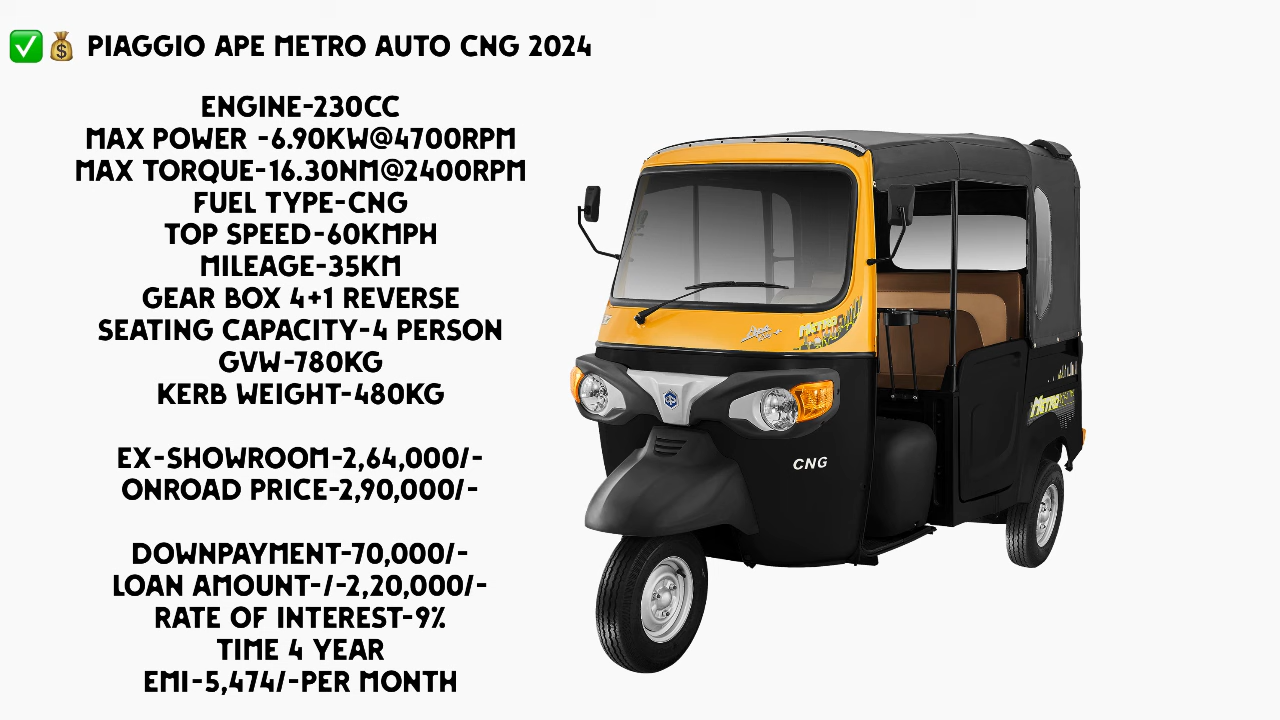 ✅💰 PIAGGIO APE METRO AUTO CNG 2024
ENGINE-230CC
MAX POWER -6.90KW@4700RPM
MAX TORQUE-16.30NM@2400RPM
FUEL TYPE-CNG
TOP SPEED-60KMPH
MILEAGE-35KM
GEAR BOX 4+1 REVERSE
SEATING CAPACITY-4 PERSON
GVW-780KG
KERB WEIGHT-480KG
EX-SHOWROOM-2,64,000/-
ONROAD PRICE-2,90,000/-
DOWNPAYMENT-70,000/-
LOAN AMOUNT-/-2,20,000/-
RATE OF INTEREST-9%
TIME 4 YEAR
EMI-5,474/-PER MONTH
METRO
CNG
METRO